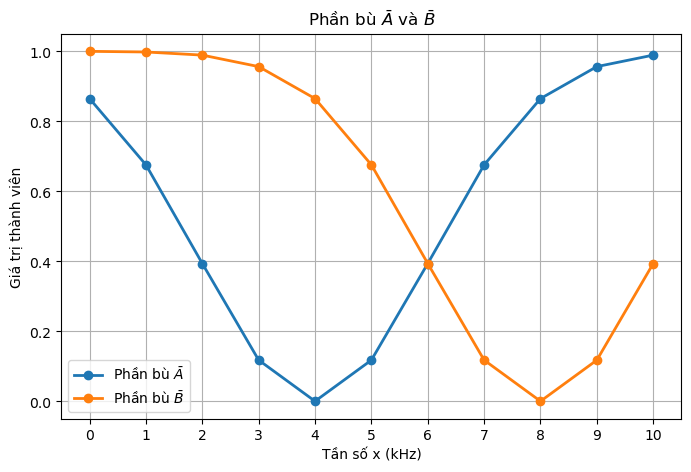 Phần bù Ā và B̄
Giá trị thành viên
1.0
0.8
0.6
0.4
0.2
0.0
Phần bù Ā
Phần bù B̄
0 1 2 3 4 5 6 7 8 9 10
Tần số x (kHz)